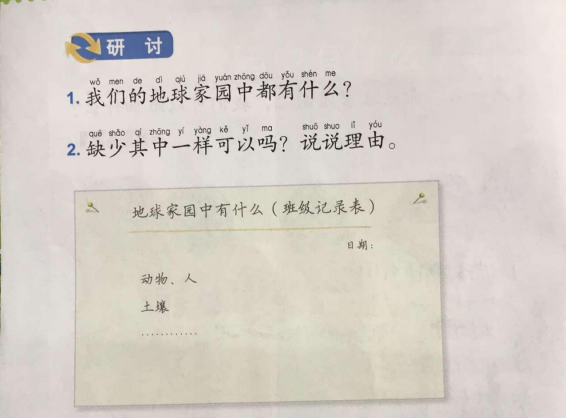 研讨
wǒ men de dì qiú jiā yuán zhōng dōu yǒu shén me
1. 我们的地球家园中都有什么？
quē shǎo qí zhōng yí yàng kě yǐ ma shuō shuo lǐ yóu
2. 缺少其中一样可以吗？说说理由。
地球家园中有什么（班级记录表）
日期：
动物、人
土壤
…………